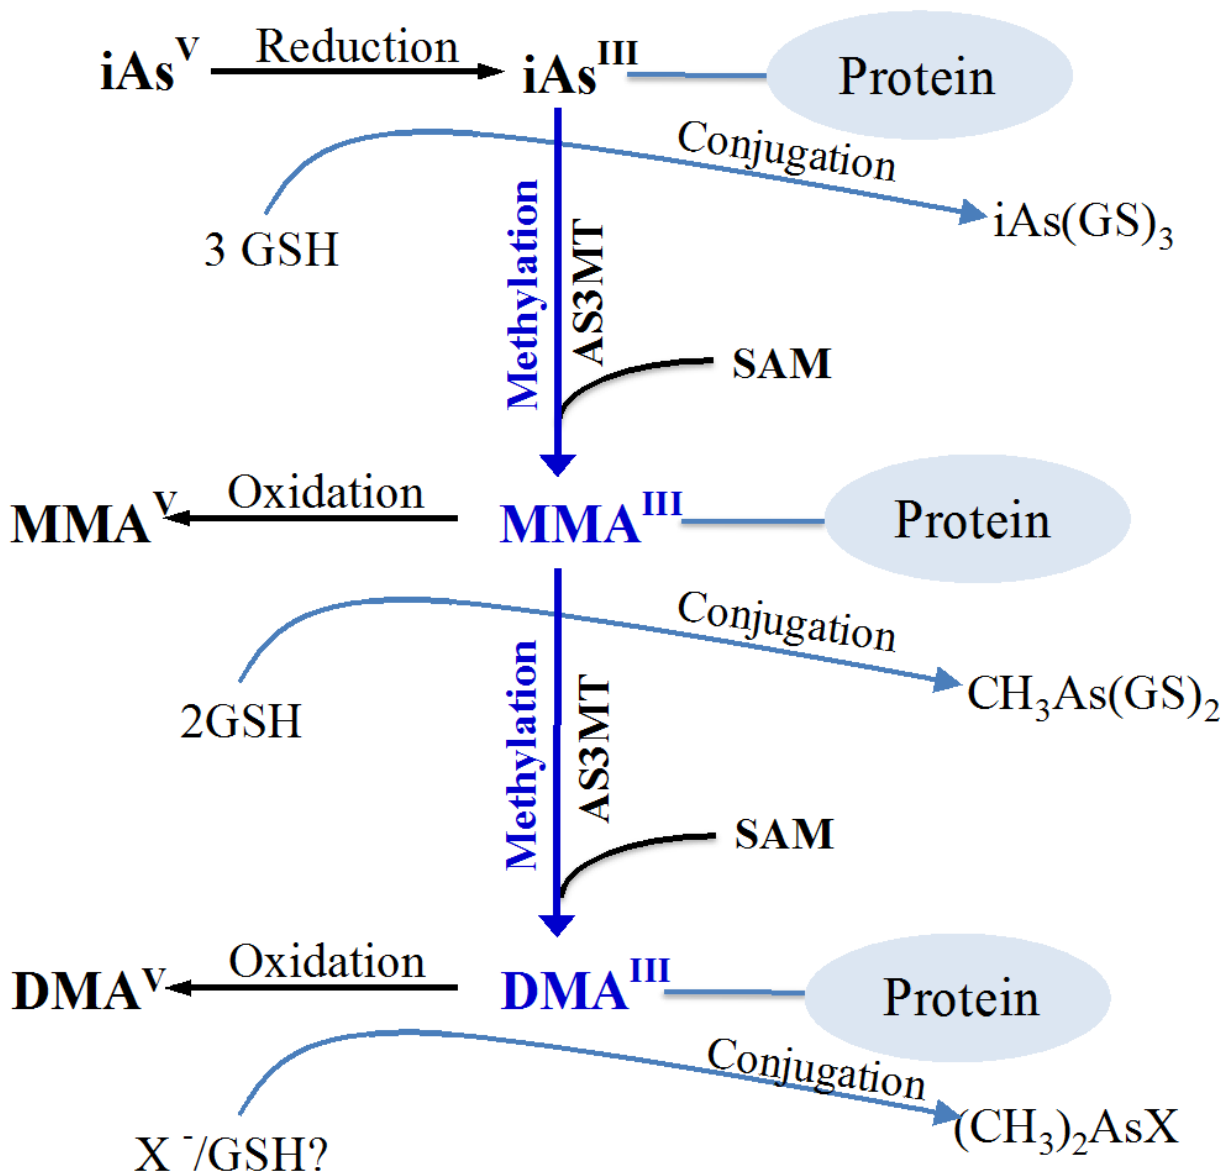 iAsⱽ Reduction iAsᴵᴵᴵ Protein
Conjugation
3 GSH
iAs(GS)₃
Methylation
AS3MT
SAM
MMAⱽ Oxidation MMAᴵᴵᴵ Protein
Conjugation
2GSH
CH₃As(GS)₂
Methylation
AS3MT
SAM
DMAⱽ Oxidation DMAᴵᴵᴵ Protein
Conjugation
X ⁻/GSH?
(CH₃)₂AsX